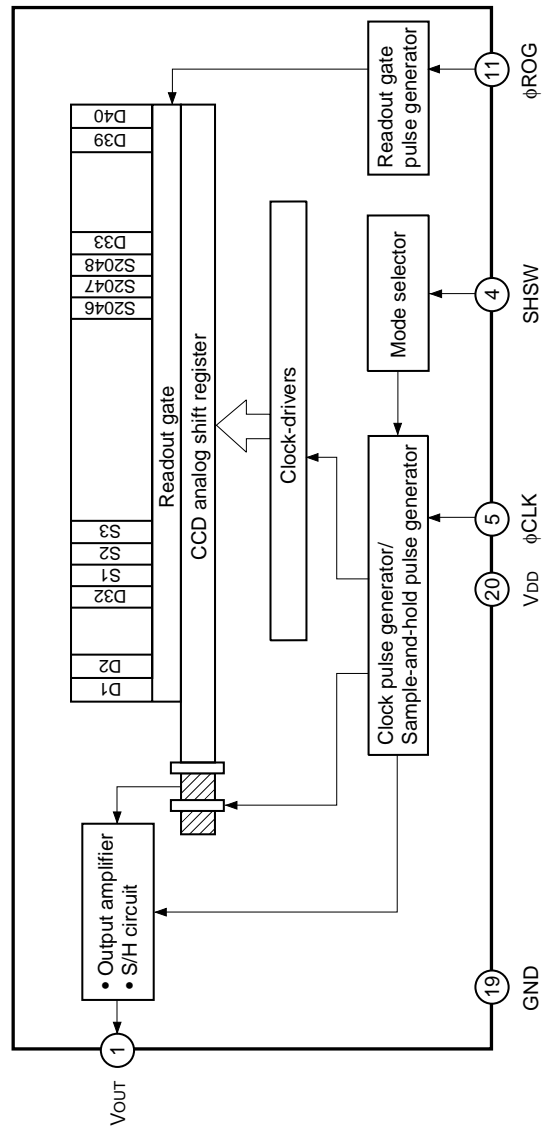 D1
D2
D32
S1
S2
S3
S2046
S2047
S2048
D33
D39
D40
Readout gate
CCD analog shift register
• Output amplifier
• S/H circuit
VOUT
1
Clock-drivers
Clock pulse generator/
Sample-and-hold pulse generator
Mode selector
Readout gate
pulse generator
19
20
5
4
11
GND
VDD
φCLK
SHSW
φROG